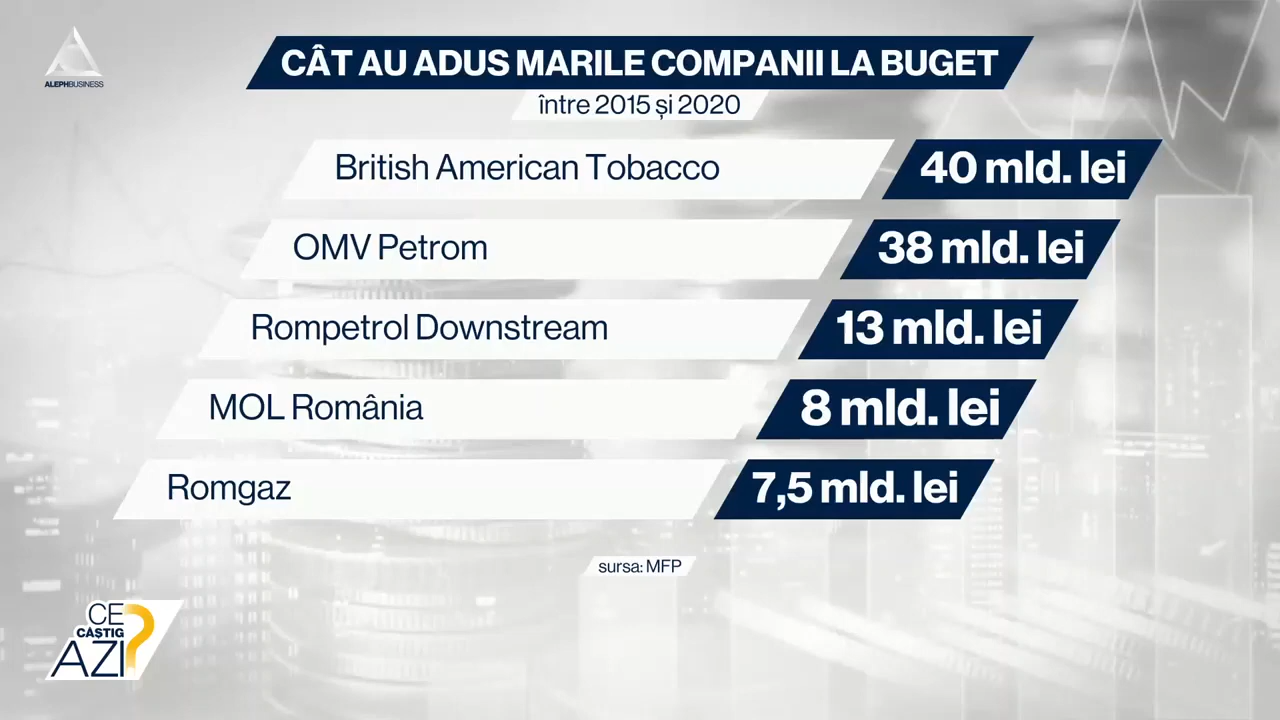 ALEPHBUSINESS
CÂT AU ADUS MARILE COMPANII LA BUGET
între 2015 și 2020
British American Tobacco 40 mld. lei
OMV Petrom 38 mld. lei
Rompetrol Downstream 13 mld. lei
MOL România 8 mld. lei
Romgaz 7,5 mld. lei
sursa: MFP
CE
CÂȘTIG
AZI?